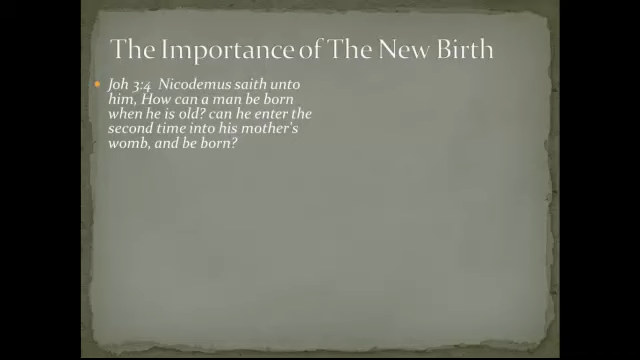 The Importance of The New Birth
Joh 3:4 Nicodemus saith unto
him, How can a man be born
when he is old? can he enter the
second time into his mother's
womb, and be born?